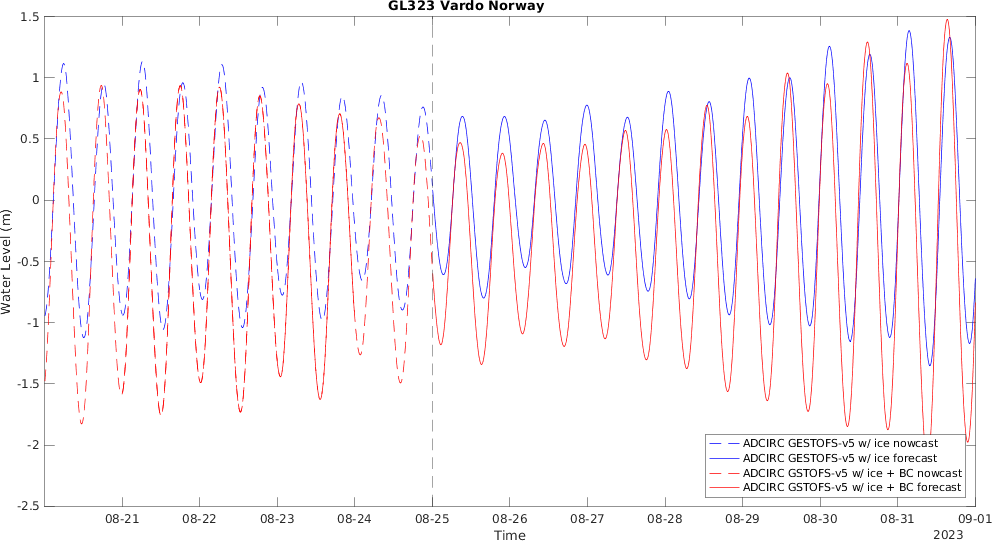 GL323 Vardo Norway
1.5
1
0.5
0
-0.5
-1
-1.5
-2
-2.5
Water Level (m)
ADCIRC GESTOFS-v5 w/ ice nowcast
ADCIRC GESTOFS-v5 w/ ice forecast
ADCIRC GSTOFS-v5 w/ ice + BC nowcast
ADCIRC GSTOFS-v5 w/ ice + BC forecast
08-21 08-22 08-23 08-24 08-25 08-26 08-27 08-28 08-29 08-30 08-31 09-01
Time
2023